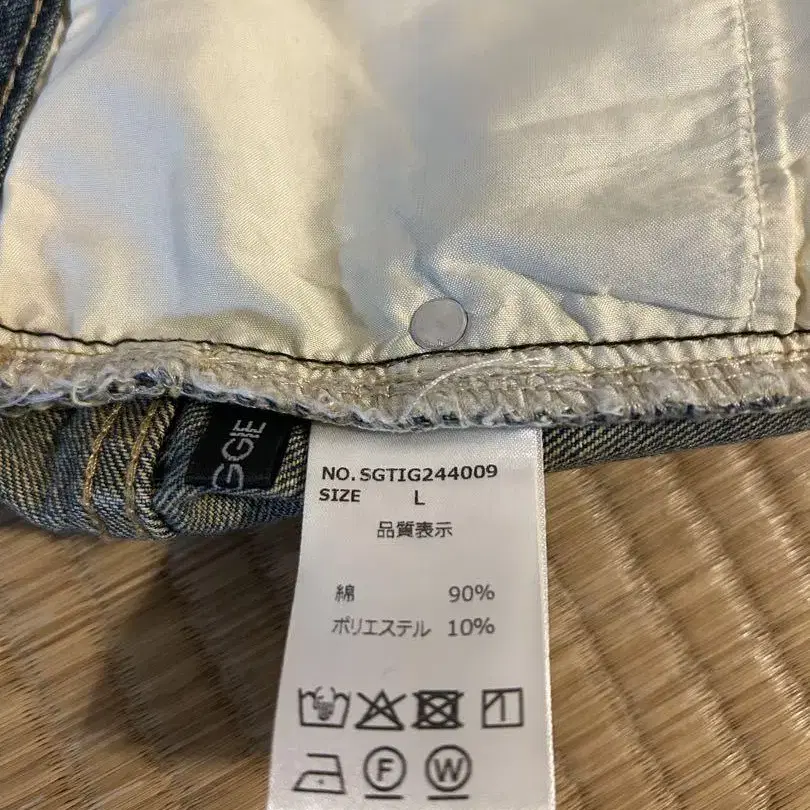 GGIE
NO. SGTIG244009
SIZE L
品質表示
綿 90%
ポリエステル 10%
F W